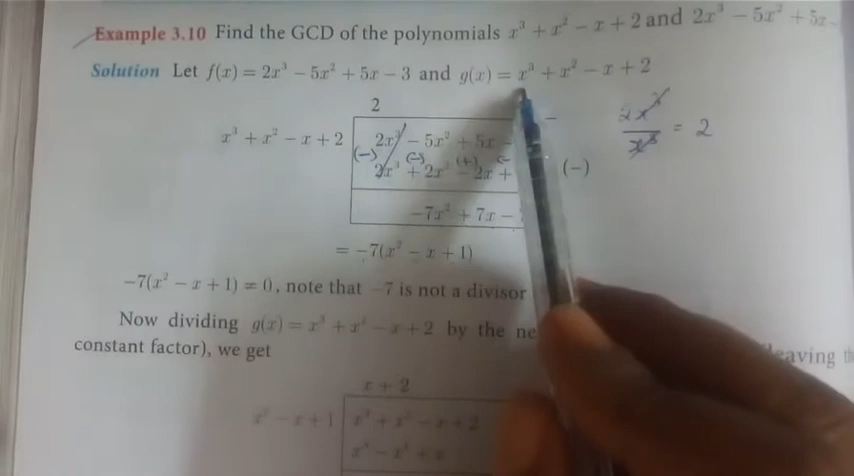 Example 3.10 Find the GCD of the polynomials x³ + x² − x + 2 and 2x³ − 5x² + 5x
Solution Let f(x) = 2x³ − 5x² + 5x − 3 and g(x) = x³ + x² − x + 2
2
x³ + x² − x + 2 2x³ − 5x² + 5x −
(−) (−) (+) (−
2x³ + 2x² − 2x + (−)
−7x² + 7x −
= −7(x² − x + 1)
2x³ / x³ = 2
−7(x² − x + 1) ≠ 0, note that −7 is not a divisor
Now dividing g(x) = x³ + x² − x + 2 by the leaving
constant factor), we get
x + 2
x² − x + 1 x³ + x² − x + 2
x³ − x² + x